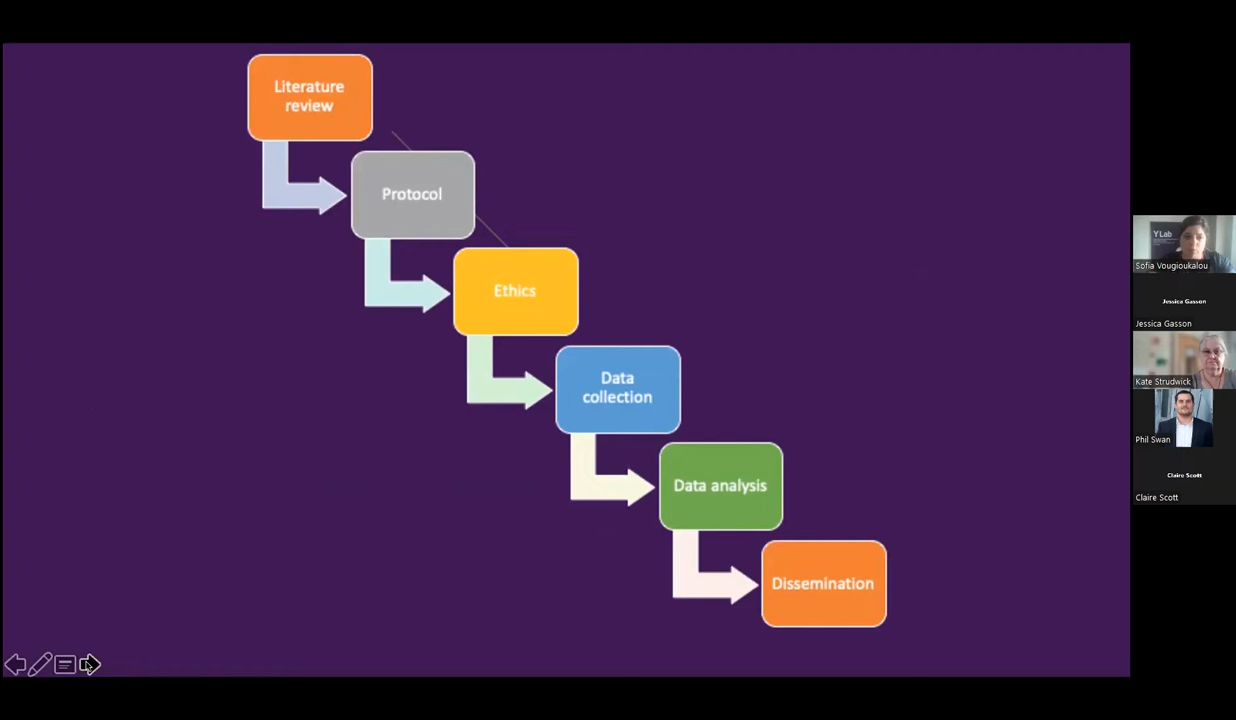 Literature
review
Protocol
Ethics
Data
collection
Data analysis
Dissemination
Y Lab
Sofia Vougioukalou
Jessica Gasson
Jessica Gasson
Kate Strudwick
Phil Swan
Claire Scott
Claire Scott